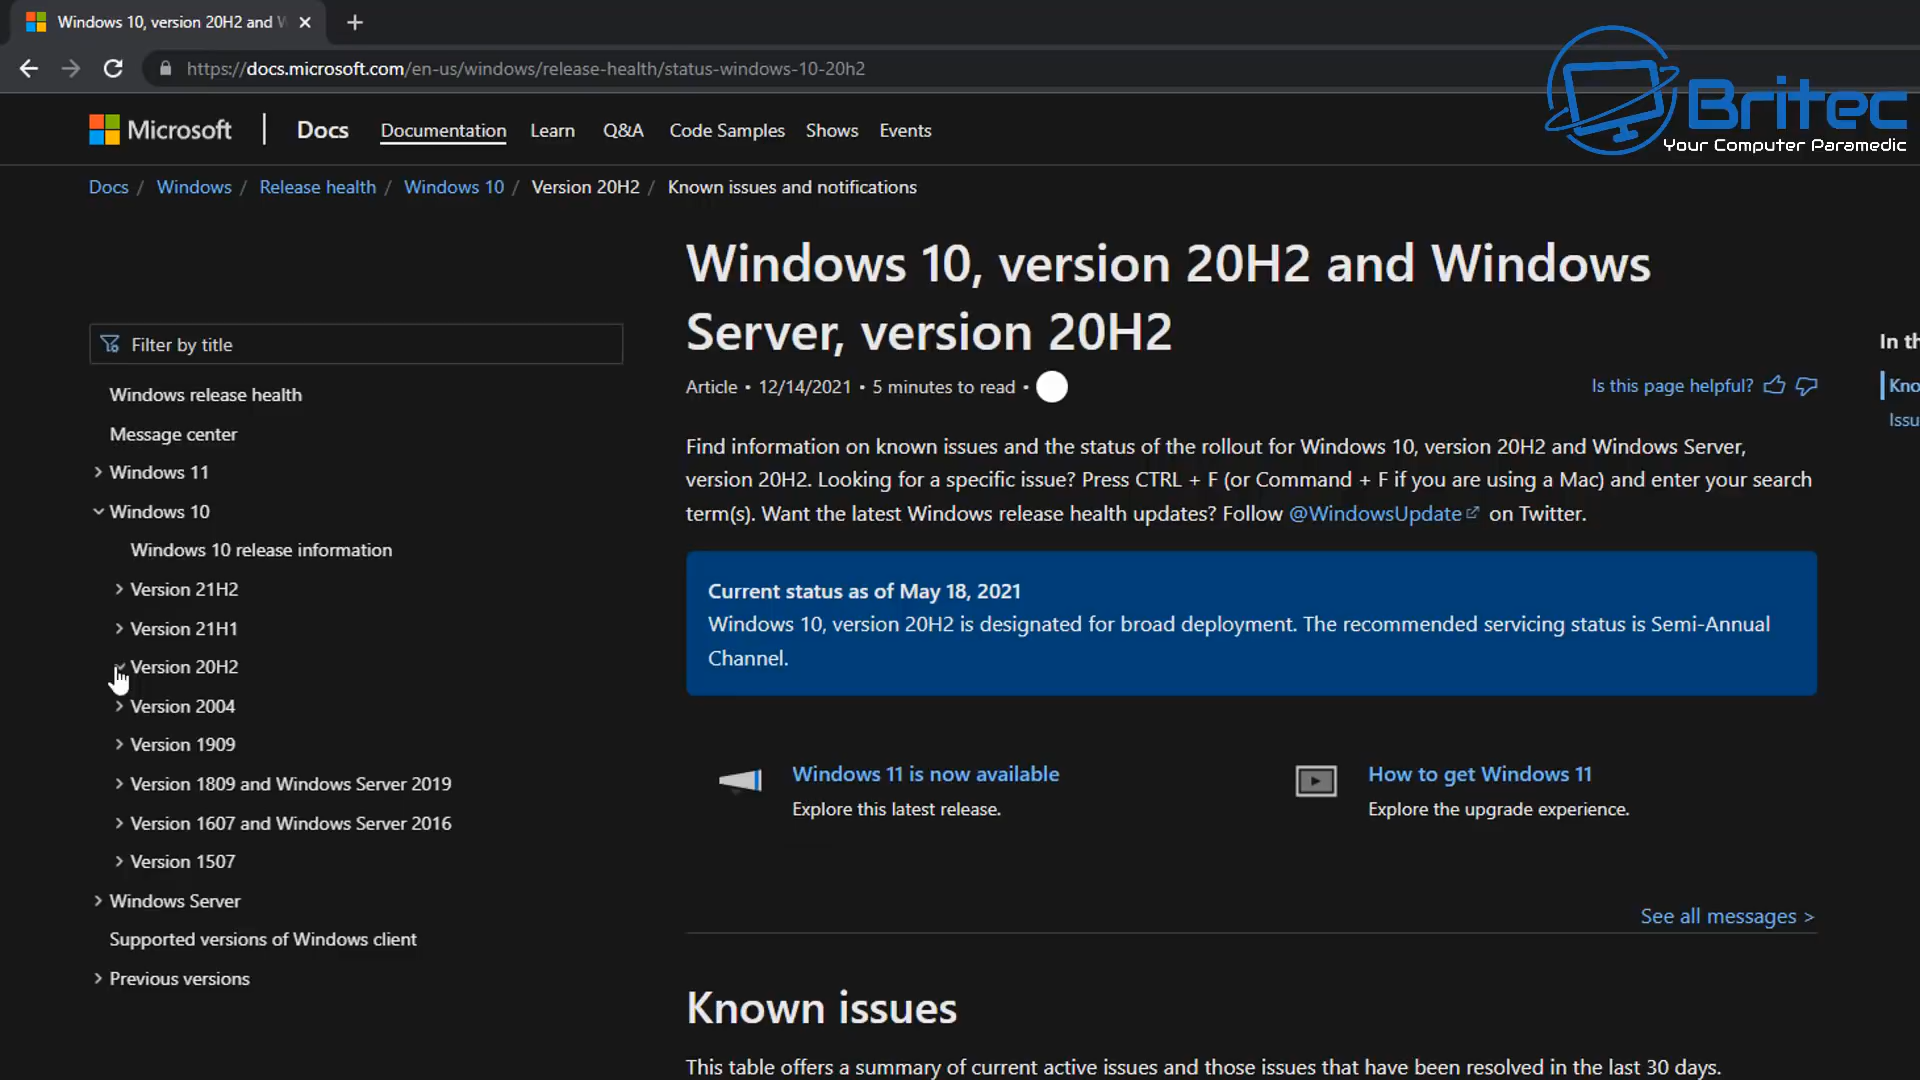 Windows 10, version 20H2 and
https://docs.microsoft.com/en-us/windows/release-health/status-windows-10-20h2
Britec
Your Computer Paramedic
Microsoft | Docs Documentation Learn Q&A Code Samples Shows Events
Docs / Windows / Release health / Windows 10 / Version 20H2 / Known issues and notifications
Filter by title
Windows release health
Message center
Windows 11
Windows 10
Windows 10 release information
Version 21H2
Version 21H1
Version 20H2
Version 2004
Version 1909
Version 1809 and Windows Server 2019
Version 1607 and Windows Server 2016
Version 1507
Windows Server
Supported versions of Windows client
Previous versions
Windows 10, version 20H2 and Windows
Server, version 20H2
Article • 12/14/2021 • 5 minutes to read •
Is this page helpful?
Find information on known issues and the status of the rollout for Windows 10, version 20H2 and Windows Server,
version 20H2. Looking for a specific issue? Press CTRL + F (or Command + F if you are using a Mac) and enter your search
term(s). Want the latest Windows release health updates? Follow @WindowsUpdate on Twitter.
Current status as of May 18, 2021
Windows 10, version 20H2 is designated for broad deployment. The recommended servicing status is Semi-Annual
Channel.
Windows 11 is now available
Explore this latest release.
How to get Windows 11
Explore the upgrade experience.
See all messages >
Known issues
This table offers a summary of current active issues and those issues that have been resolved in the last 30 days.
In th
Kno
Issu